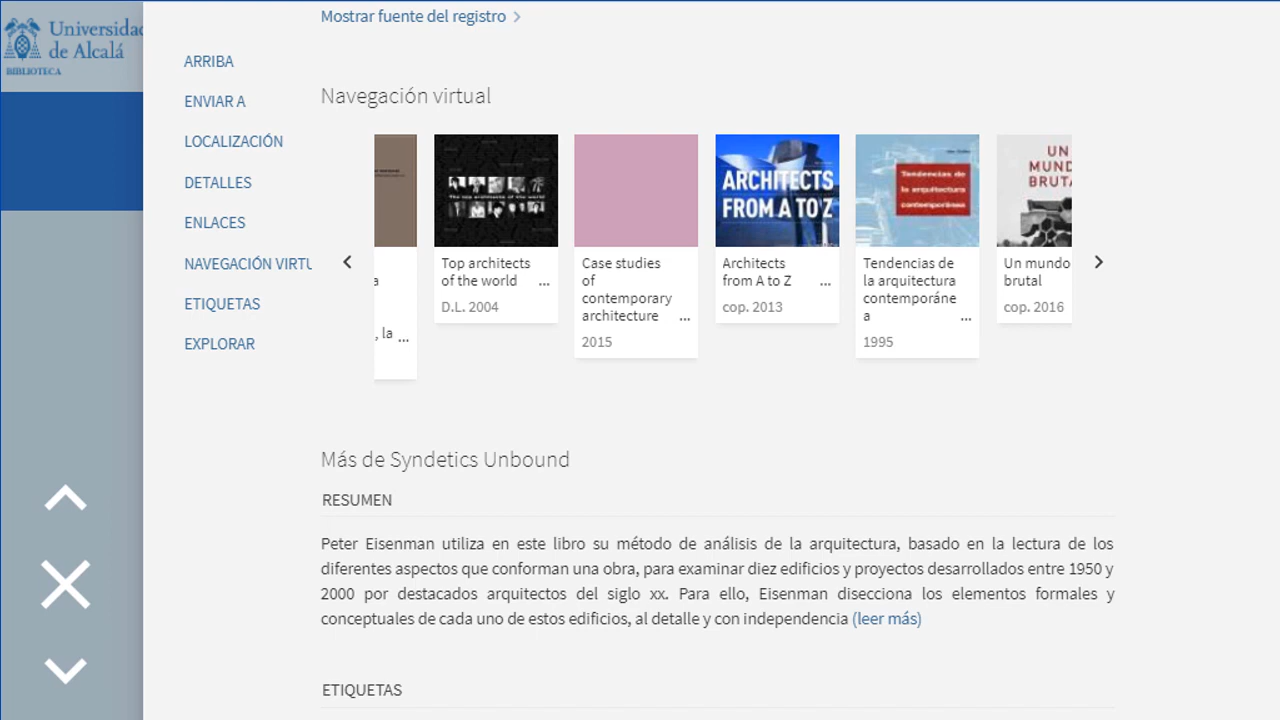 Universidad
de Alcalá
BIBLIOTECA
Mostrar fuente del registro
ARRIBA
ENVIAR A
LOCALIZACIÓN
DETALLES
ENLACES
NAVEGACIÓN VIRTU
ETIQUETAS
EXPLORAR
Navegación virtual
a
, la ...
The top architects of the world
Top architects
of the world ...
D.L. 2004
Case studies
of
contemporary
architecture ...
2015
ARCHITECTS
FROM A TO Z
Architects
from A to Z ...
cop. 2013
Tendencias de
la arquitectura
contemporánea
Tendencias de
la arquitectura
contemporáne
a ...
1995
UN
MUND
BRUTA
Un mundo
brutal
cop. 2016
Más de Syndetics Unbound
RESUMEN
Peter Eisenman utiliza en este libro su método de análisis de la arquitectura, basado en la lectura de los
diferentes aspectos que conforman una obra, para examinar diez edificios y proyectos desarrollados entre 1950 y
2000 por destacados arquitectos del siglo xx. Para ello, Eisenman disecciona los elementos formales y
conceptuales de cada uno de estos edificios, al detalle y con independencia (leer más)
ETIQUETAS